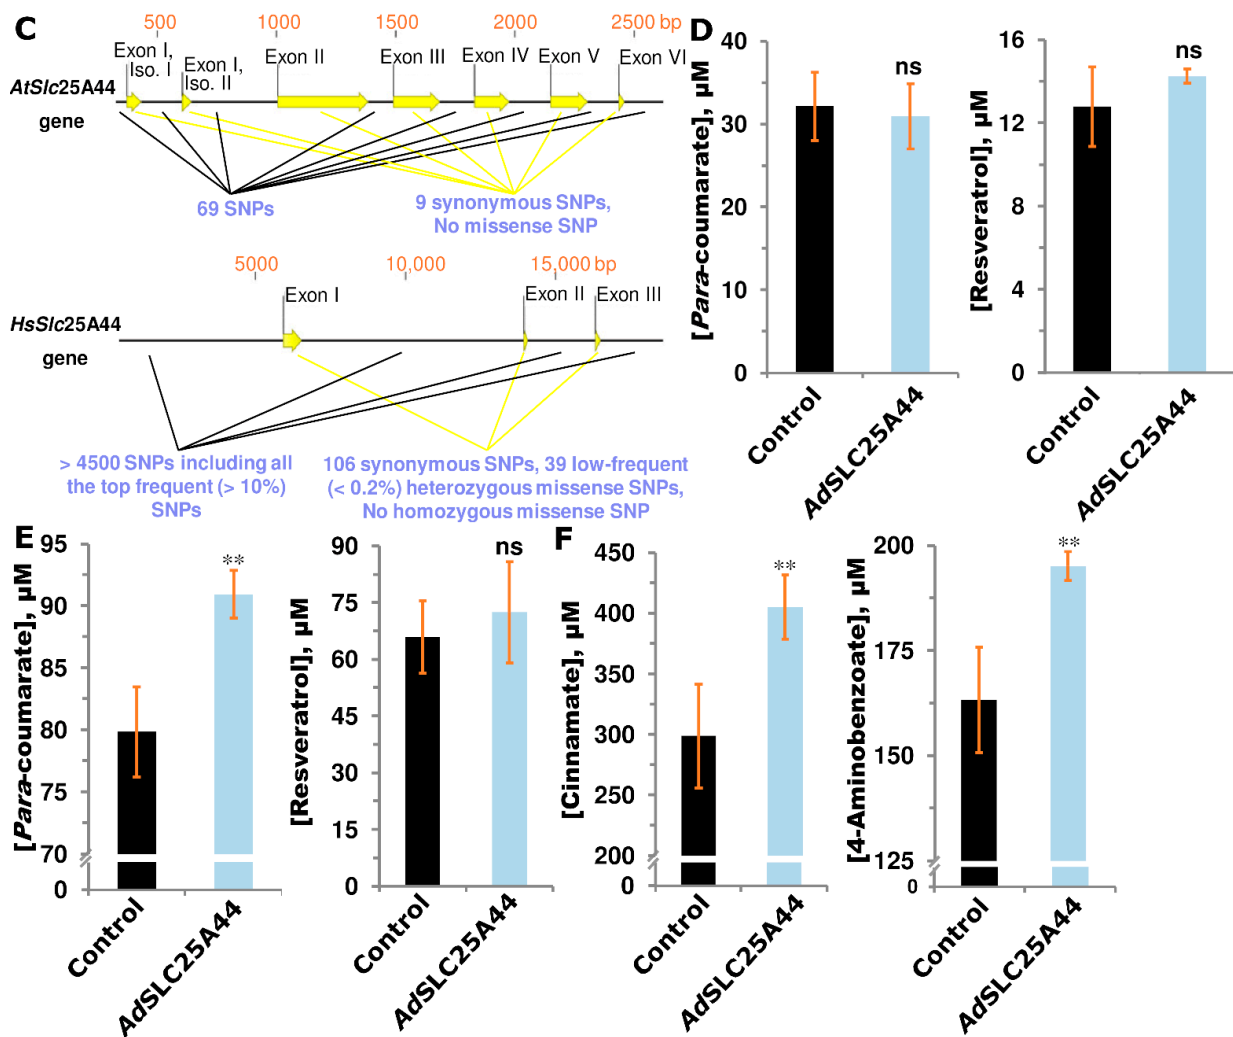 C
500 1000 1500 2000 2500 bp
Exon I,
Iso. I
Exon I,
Iso. II
Exon II
Exon III
Exon IV
Exon V
Exon VI
AtSlc25A44
gene
69 SNPs
9 synonymous SNPs,
No missense SNP
5000 10,000 15,000 bp
Exon I
Exon II
Exon III
HsSlc25A44
gene
> 4500 SNPs including all
the top frequent (> 10%)
SNPs
106 synonymous SNPs, 39 low-frequent
(< 0.2%) heterozygous missense SNPs,
No homozygous missense SNP
D
[Para-coumarate], µM
40
30
20
10
0
ns
Control
AdSLC25A44
[Resveratrol], µM
16
12
8
4
0
ns
Control
AdSLC25A44
E
[Para-coumarate], µM
95
90
85
80
75
70
0
**
Control
AdSLC25A44
[Resveratrol], µM
90
75
60
45
30
15
0
ns
Control
AdSLC25A44
F
[Cinnamate], µM
450
400
350
300
250
200
0
**
Control
AdSLC25A44
[4-Aminobenzoate], µM
200
175
150
125
0
**
Control
AdSLC25A44